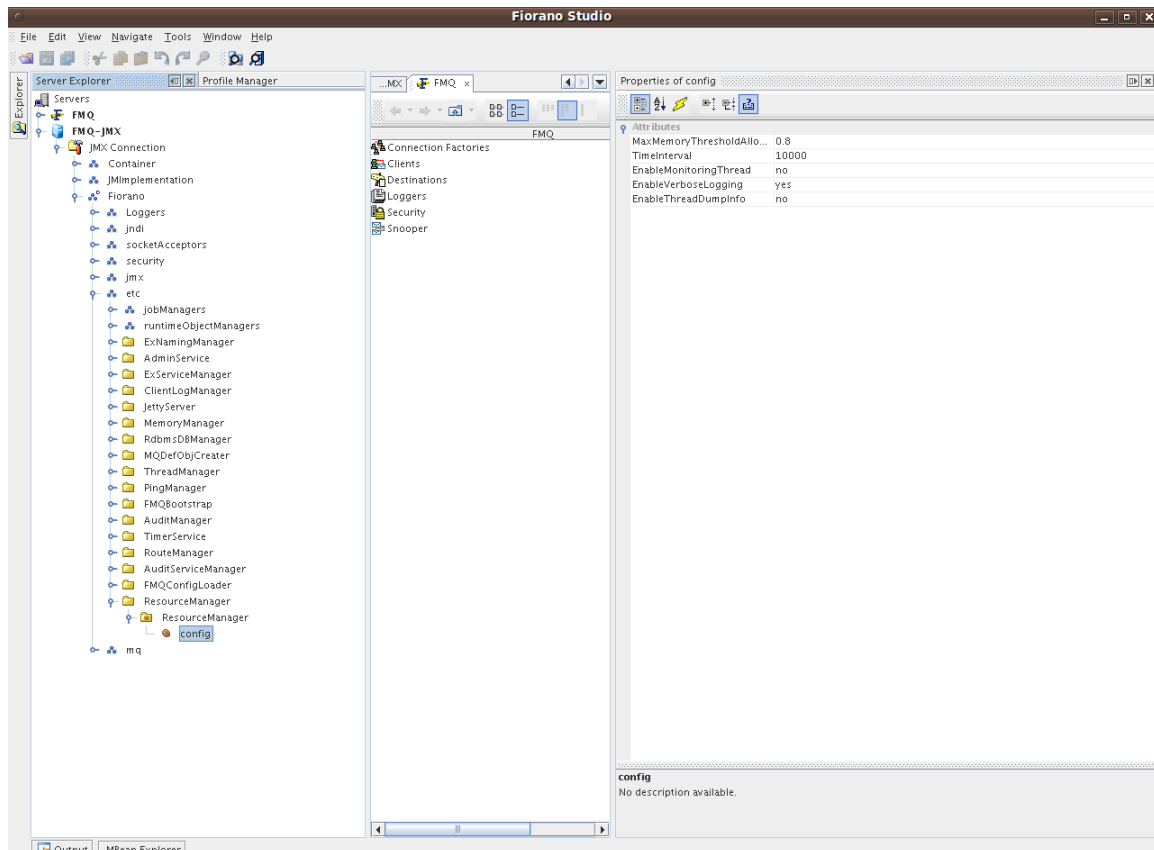 Fiorano Studio
File Edit View Navigate Tools Window Help
Explorer
Server Explorer Profile Manager
Servers
FMQ
FMQ-JMX
JMX Connection
Container
JMImplementation
Fiorano
Loggers
jndi
socketAcceptors
security
jmx
etc
jobManagers
runtimeObjectManagers
ExNamingManager
AdminService
ExServiceManager
ClientLogManager
JettyServer
MemoryManager
RdbmsDBManager
MQDefObjCreater
ThreadManager
PingManager
FMQBootstrap
AuditManager
TimerService
RouteManager
AuditServiceManager
FMQConfigLoader
ResourceManager
ResourceManager
config
mq
...MX FMQ
FMQ
Connection Factories
Clients
Destinations
Loggers
Security
Snooper
Properties of config
Attributes
MaxMemoryThresholdAllo... 0.8
TimeInterval 10000
EnableMonitoringThread no
EnableVerboseLogging yes
EnableThreadDumpInfo no
config
No description available.
Output MBean Explorer